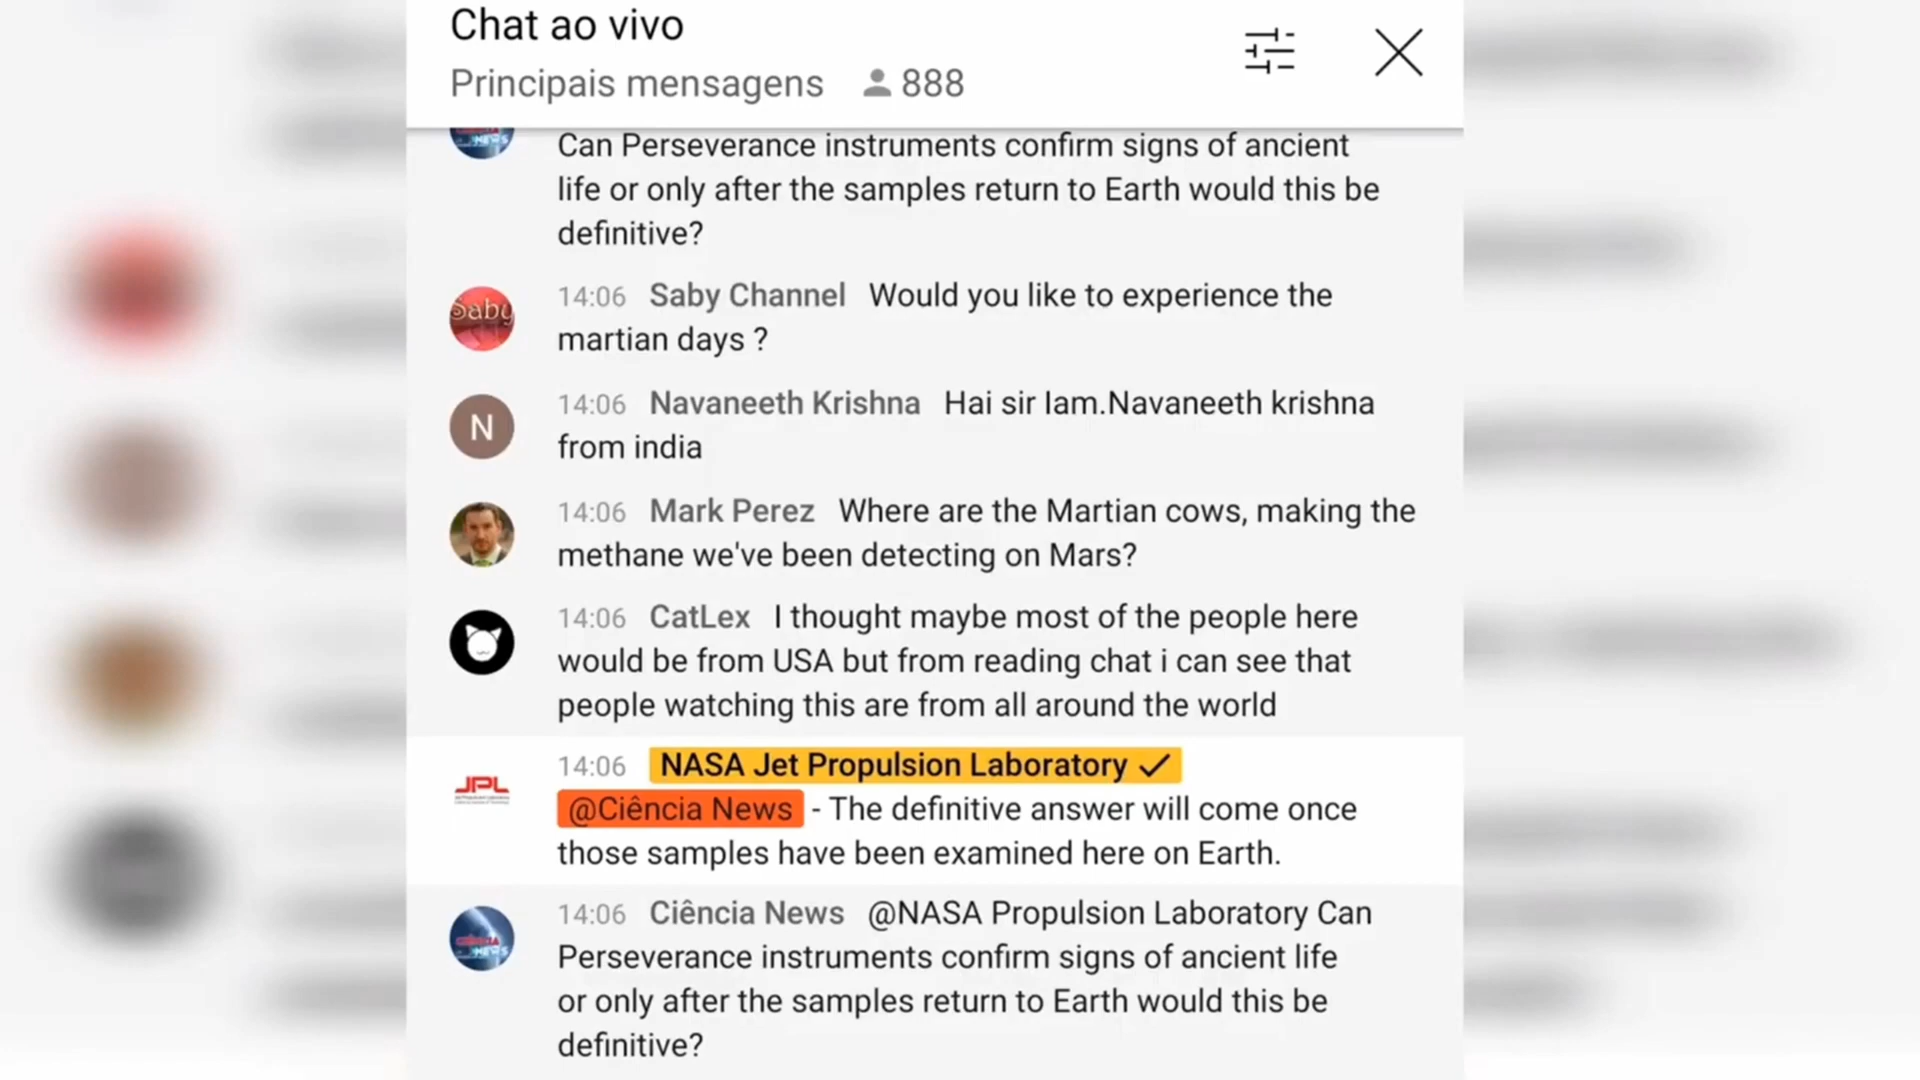 Chat ao vivo
Principais mensagens 888
NEWS
Can Perseverance instruments confirm signs of ancient
life or only after the samples return to Earth would this be
definitive?
Saby
14:06 Saby Channel Would you like to experience the
martian days ?
N
14:06 Navaneeth Krishna Hai sir Iam.Navaneeth krishna
from india
14:06 Mark Perez Where are the Martian cows, making the
methane we've been detecting on Mars?
14:06 CatLex I thought maybe most of the people here
would be from USA but from reading chat i can see that
people watching this are from all around the world
JPL
14:06 NASA Jet Propulsion Laboratory
@Ciência News - The definitive answer will come once
those samples have been examined here on Earth.
CIÊNCIA
NEWS
14:06 Ciência News @NASA Propulsion Laboratory Can
Perseverance instruments confirm signs of ancient life
or only after the samples return to Earth would this be
definitive?